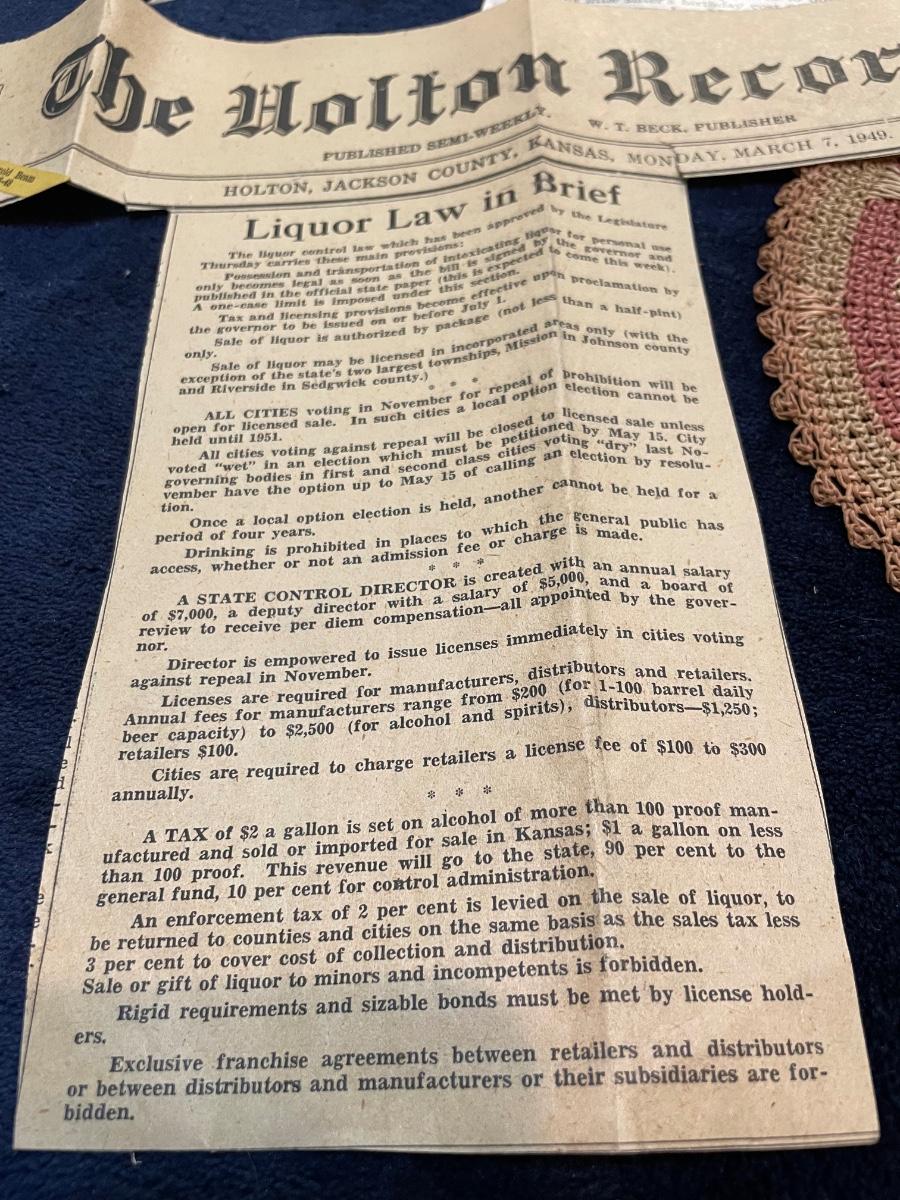 The Holton Recor
PUBLISHED SEMI-WEEKLY.
W. T. BECK, PUBLISHER
HOLTON, JACKSON COUNTY, KANSAS, MONDAY, MARCH 7, 1949.
Liquor Law in Brief
The liquor control law which has been approved by the Legislature
Thursday carries these main provisions:
Possession and transportation of intoxicating liquor for personal use
only becomes legal as soon as the bill is signed by the governor and
published in the official state paper (this is expected to come this week).
A one-case limit is imposed under this section.
Tax and licensing provisions become effective upon proclamation by
the governor to be issued on or before July 1.
Sale of liquor is authorized by package (not less than a half-pint)
only.
Sale of liquor may be licensed in incorporated areas only (with the
exception of the state's two largest townships, Mission in Johnson county
and Riverside in Sedgwick county.)
* * *
ALL CITIES voting in November for repeal of prohibition will be
open for licensed sale. In such cities a local option election cannot be
held until 1951.
All cities voting against repeal will be closed to licensed sale unless
voted "wet" in an election which must be petitioned by May 15. City
governing bodies in first and second class cities voting "dry" last No-
vember have the option up to May 15 of calling an election by resolu-
tion.
Once a local option election is held, another cannot be held for a
period of four years.
Drinking is prohibited in places to which the general public has
access, whether or not an admission fee or charge is made.
* * *
A STATE CONTROL DIRECTOR is created with an annual salary
of $7,000, a deputy director with a salary of $5,000, and a board of
review to receive per diem compensation—all appointed by the gover-
nor.
Director is empowered to issue licenses immediately in cities voting
against repeal in November.
Licenses are required for manufacturers, distributors and retailers.
Annual fees for manufacturers range from $200 (for 1-100 barrel daily
beer capacity) to $2,500 (for alcohol and spirits), distributors—$1,250;
retailers $100.
Cities are required to charge retailers a license fee of $100 to $300
annually.
* * *
A TAX of $2 a gallon is set on alcohol of more than 100 proof man-
ufactured and sold or imported for sale in Kansas; $1 a gallon on less
than 100 proof. This revenue will go to the state, 90 per cent to the
general fund, 10 per cent for control administration.
An enforcement tax of 2 per cent is levied on the sale of liquor, to
be returned to counties and cities on the same basis as the sales tax less
3 per cent to cover cost of collection and distribution.
Sale or gift of liquor to minors and incompetents is forbidden.
Rigid requirements and sizable bonds must be met by license hold-
ers.
Exclusive franchise agreements between retailers and distributors
or between distributors and manufacturers or their subsidiaries are for-
bidden.